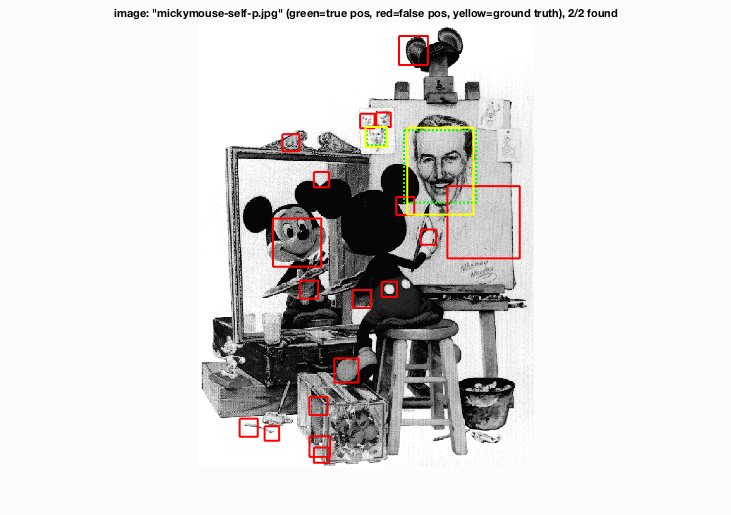 image: "mickymouse-self-p.jpg" (green=true pos, red=false pos, yellow=ground truth), 2/2 found